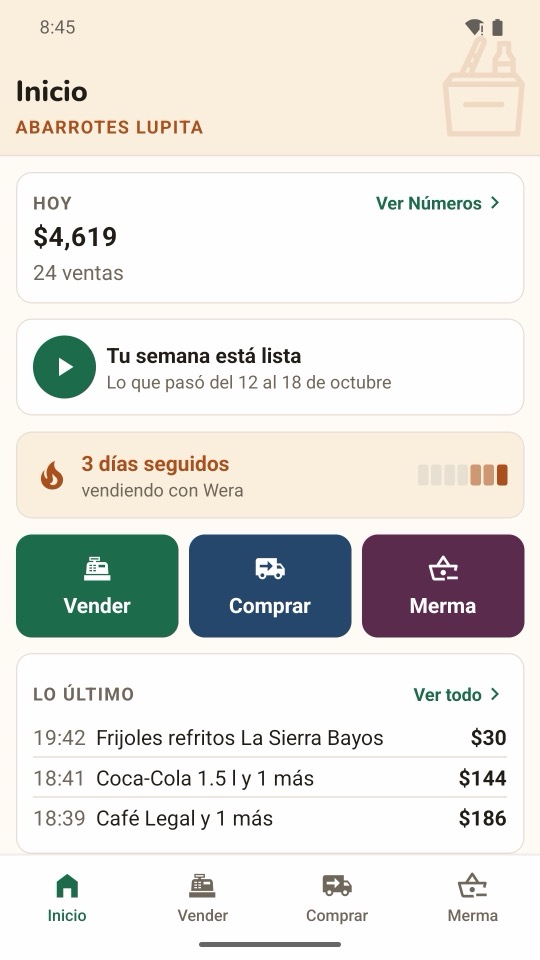 8:45
Inicio
ABARROTES LUPITA
HOY
Ver Números
$4,619
24 ventas
Tu semana está lista
Lo que pasó del 12 al 18 de octubre
3 días seguidos
vendiendo con Wera
Vender
Comprar
Merma
LO ÚLTIMO
Ver todo
19:42 Frijoles refritos La Sierra Bayos $30
18:41 Coca-Cola 1.5 l y 1 más $144
18:39 Café Legal y 1 más $186
Inicio
Vender
Comprar
Merma